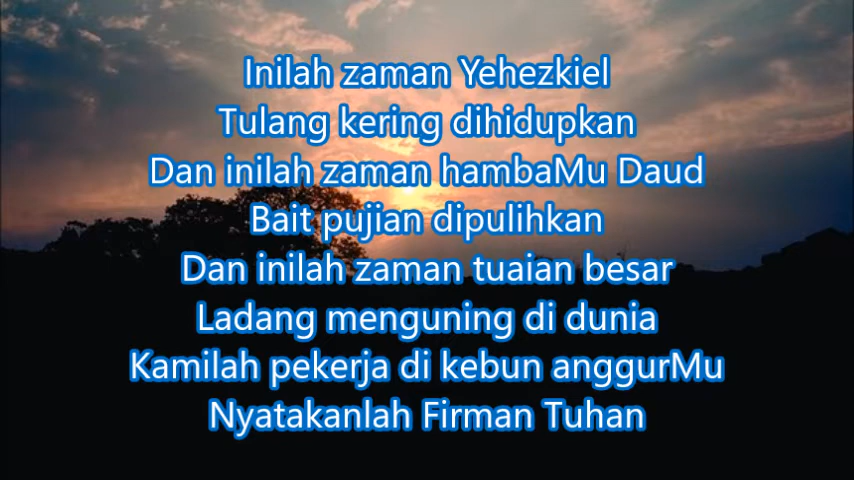 Inilah zaman Yehezkiel
Tulang kering dihidupkan
Dan inilah zaman hambaMu Daud
Bait pujian dipulihkan
Dan inilah zaman tuaian besar
Ladang menguning di dunia
Kamilah pekerja di kebun anggurMu
Nyatakanlah Firman Tuhan